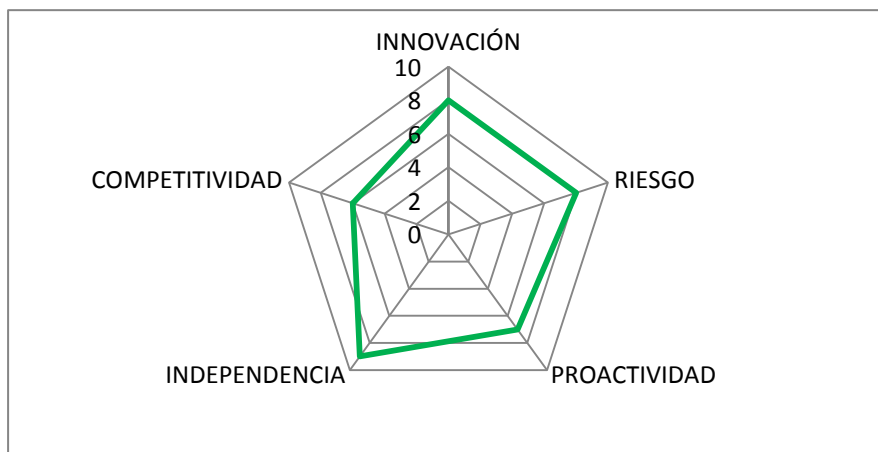 INNOVACIÓN
10
8
6
4
2
0
RIESGO
PROACTIVIDAD
INDEPENDENCIA
COMPETITIVIDAD